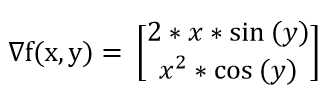 ∇f(x,y) = [2 * x * sin (y)
x² * cos (y)]